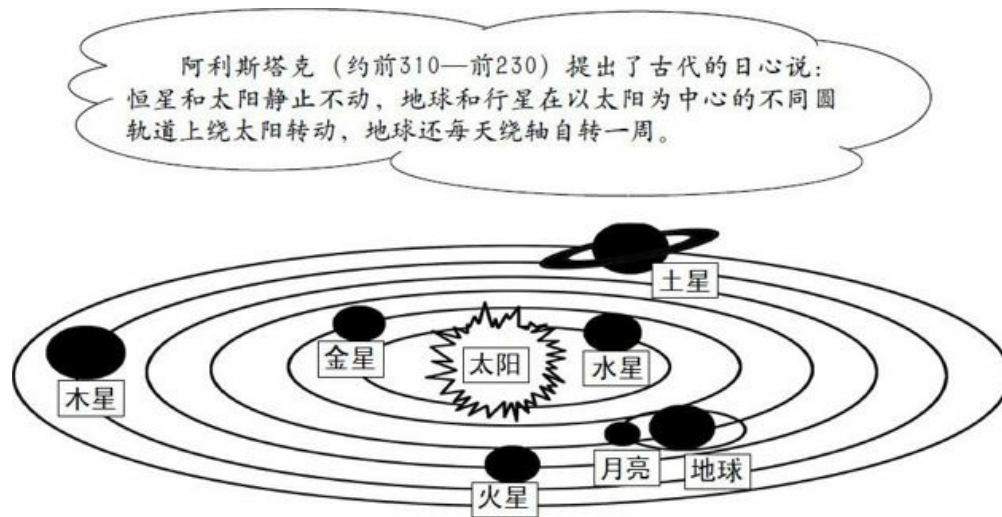 阿利斯塔克（约前310—前230）提出了古代的日心说：
恒星和太阳静止不动，地球和行星在以太阳为中心的不同圆
轨道上绕太阳转动，地球还每天绕轴自转一周。
土星
金星
太阳
水星
木星
月亮
地球
火星